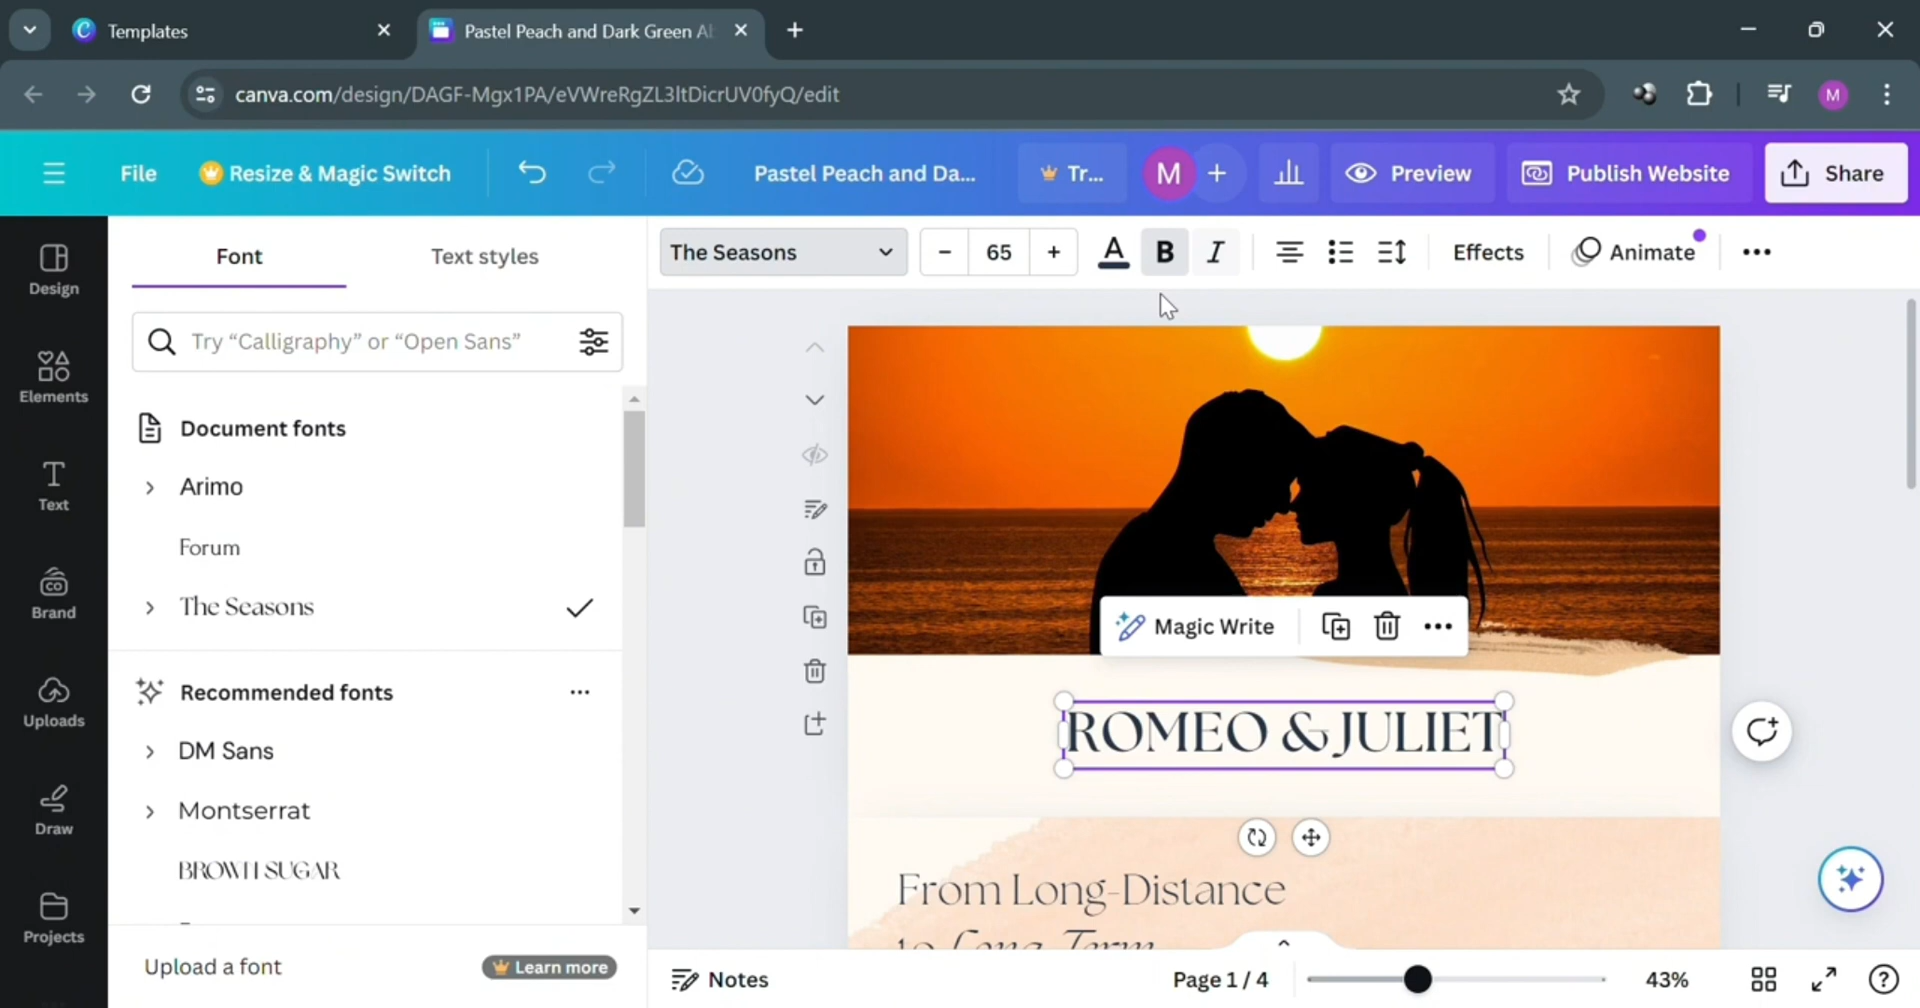 Templates
Pastel Peach and Dark Green Al
canva.com/design/DAGF-Mgx1PA/eVWreRgZL3ltDicrUV0fyQ/edit
M
File
Resize & Magic Switch
Pastel Peach and Da...
Tr...
M
Preview
Publish Website
Share
Design
Elements
Text
Brand
Uploads
Draw
Projects
Font
Text styles
Try “Calligraphy” or “Open Sans”
Document fonts
Arimo
Forum
The Seasons
Recommended fonts
DM Sans
Montserrat
BROWN SUGAR
Upload a font
Learn more
The Seasons
65
A
B
I
Effects
Animate
Magic Write
ROMEO & JULIET
From Long-Distance
to Long-Term
Notes
Page 1 / 4
43%